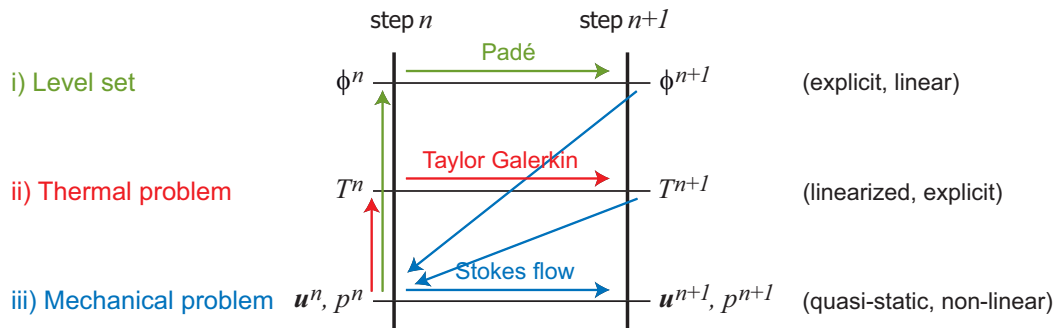 step n step n+1
Padé
i) Level set ϕⁿ ϕⁿ⁺¹ (explicit, linear)
Taylor Galerkin
ii) Thermal problem Tⁿ Tⁿ⁺¹ (linearized, explicit)
Stokes flow
iii) Mechanical problem uⁿ, pⁿ uⁿ⁺¹, pⁿ⁺¹ (quasi-static, non-linear)